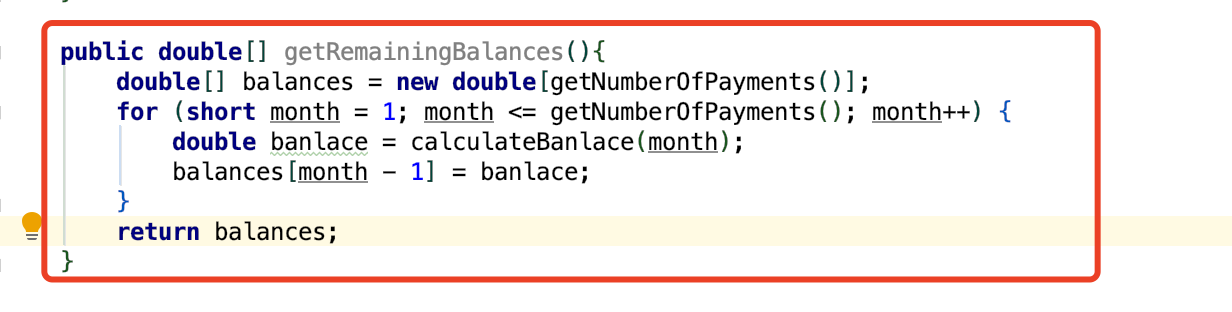 public double[] getRemainingBalances(){
    double[] balances = new double[getNumberOfPayments()];
    for (short month = 1; month <= getNumberOfPayments(); month++) {
        double banlace = calculateBanlace(month);
        balances[month - 1] = banlace;
    }
    return balances;
}